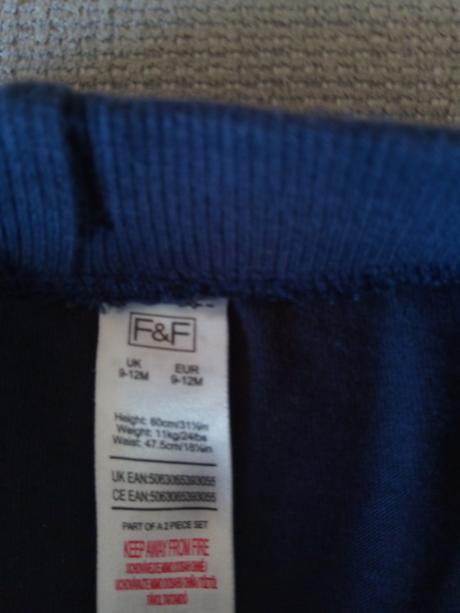 F&F
UK EUR
9-12M 9-12M
Height: 80cm/31½in
Weight: 11kg/24lbs
Waist: 47.5cm/18¾in
UK EAN:5063065393055
CE EAN:5063065393055
PART OF A 2 PIECE SET
KEEP AWAY FROM FIRE